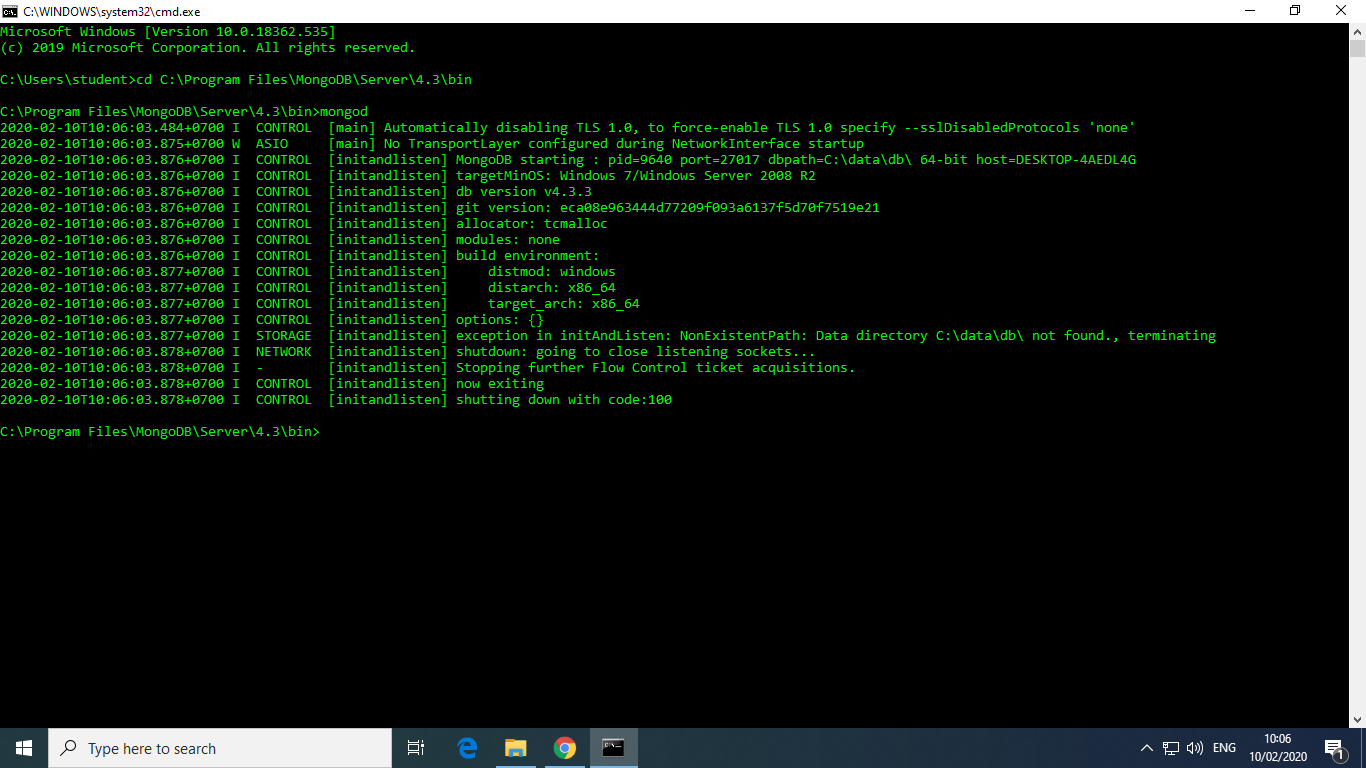 C:\WINDOWS\system32\cmd.exe
Microsoft Windows [Version 10.0.18362.535]
(c) 2019 Microsoft Corporation. All rights reserved.
C:\Users\student>cd C:\Program Files\MongoDB\Server\4.3\bin
C:\Program Files\MongoDB\Server\4.3\bin>mongod
2020-02-10T10:06:03.484+0700 I  CONTROL  [main] Automatically disabling TLS 1.0, to force-enable TLS 1.0 specify --sslDisabledProtocols 'none'
2020-02-10T10:06:03.875+0700 W  ASIO     [main] No TransportLayer configured during NetworkInterface startup
2020-02-10T10:06:03.876+0700 I  CONTROL  [initandlisten] MongoDB starting : pid=9640 port=27017 dbpath=C:\data\db\ 64-bit host=DESKTOP-4AEDL4G
2020-02-10T10:06:03.876+0700 I  CONTROL  [initandlisten] targetMinOS: Windows 7/Windows Server 2008 R2
2020-02-10T10:06:03.876+0700 I  CONTROL  [initandlisten] db version v4.3.3
2020-02-10T10:06:03.876+0700 I  CONTROL  [initandlisten] git version: eca08e963444d77209f093a6137f5d70f7519e21
2020-02-10T10:06:03.876+0700 I  CONTROL  [initandlisten] allocator: tcmalloc
2020-02-10T10:06:03.876+0700 I  CONTROL  [initandlisten] modules: none
2020-02-10T10:06:03.876+0700 I  CONTROL  [initandlisten] build environment:
2020-02-10T10:06:03.877+0700 I  CONTROL  [initandlisten]     distmod: windows
2020-02-10T10:06:03.877+0700 I  CONTROL  [initandlisten]     distarch: x86_64
2020-02-10T10:06:03.877+0700 I  CONTROL  [initandlisten]     target_arch: x86_64
2020-02-10T10:06:03.877+0700 I  CONTROL  [initandlisten] options: {}
2020-02-10T10:06:03.877+0700 I  STORAGE  [initandlisten] exception in initAndListen: NonExistentPath: Data directory C:\data\db\ not found., terminating
2020-02-10T10:06:03.878+0700 I  NETWORK  [initandlisten] shutdown: going to close listening sockets...
2020-02-10T10:06:03.878+0700 I  -        [initandlisten] Stopping further Flow Control ticket acquisitions.
2020-02-10T10:06:03.878+0700 I  CONTROL  [initandlisten] now exiting
2020-02-10T10:06:03.878+0700 I  CONTROL  [initandlisten] shutting down with code:100
C:\Program Files\MongoDB\Server\4.3\bin>
Type here to search
ENG
10:06
10/02/2020
1